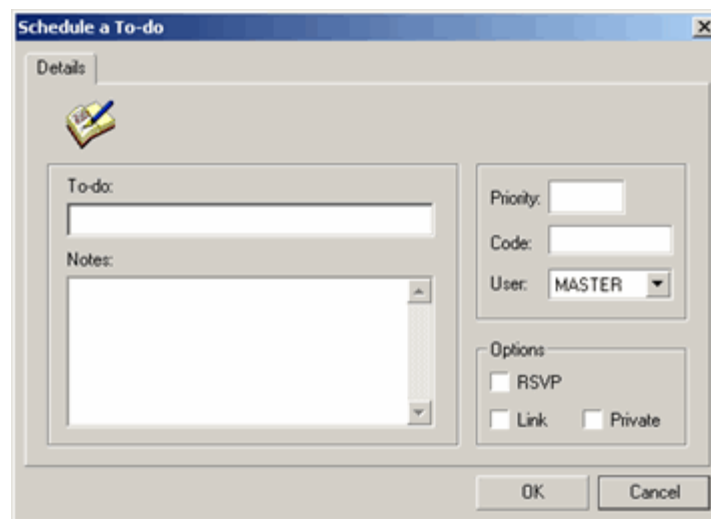 Schedule a To-do
Details
To-do:
Notes:
Priority:
Code:
User: MASTER
Options
RSVP
Link Private
OK Cancel